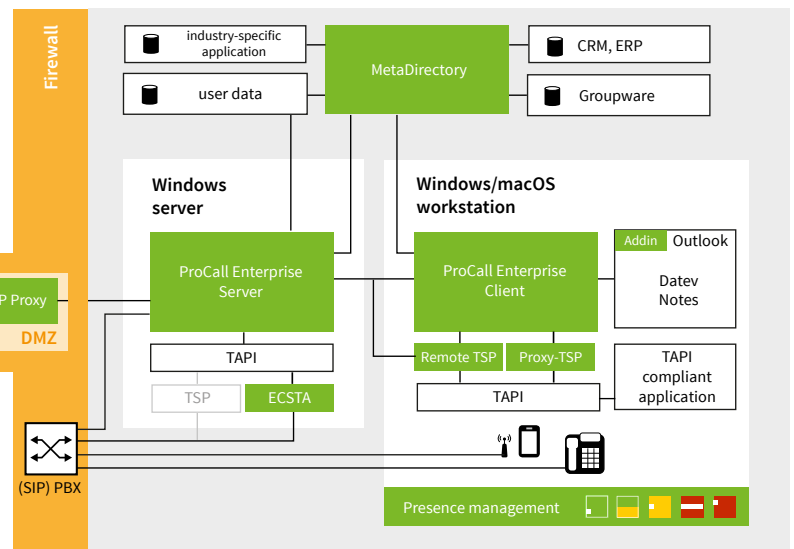 Firewall
industry-specific
application
MetaDirectory
CRM, ERP
user data
Groupware
Windows
server
Windows/macOS
workstation
ProCall Enterprise
Server
ProCall Enterprise
Client
Addin
Outlook
Datev
Notes
P Proxy
DMZ
TAPI
TSP
ECSTA
Remote TSP
Proxy-TSP
TAPI
TAPI
compliant
application
(SIP) PBX
Presence management